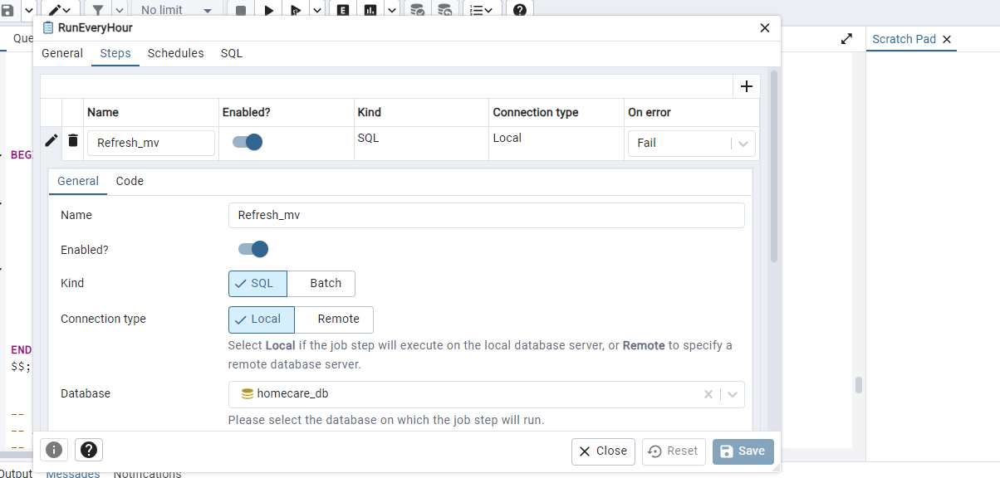 No limit
E
?
RunEveryHour
Que
Scratch Pad
General Steps Schedules SQL
Name Enabled? Kind Connection type On error
Refresh_mv SQL Local Fail
BEGI
General Code
Name Refresh_mv
Enabled?
Kind SQL Batch
Connection type Local Remote
Select Local if the job step will execute on the local database server, or Remote to specify a
remote database server.
END
$$;
Database homecare_db
Please select the database on which the job step will run.
--
--
--
i ? Close Reset Save
Output Messages Notifications